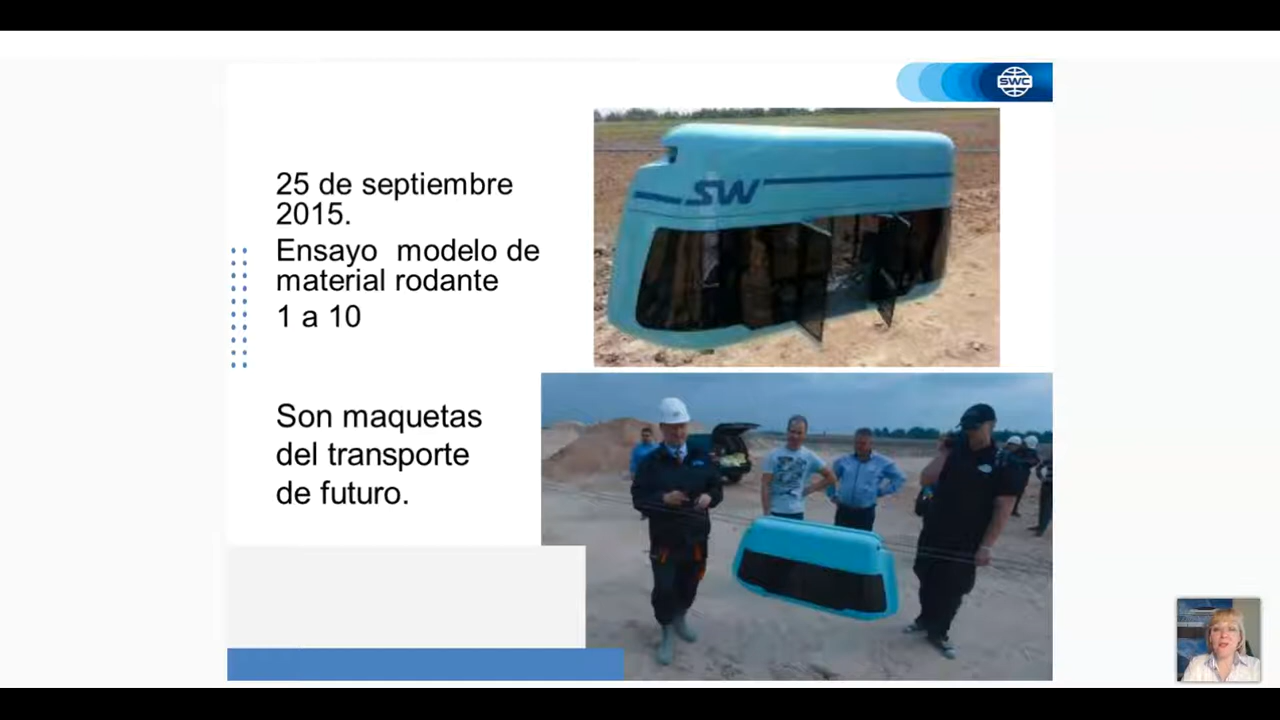 SWC
25 de septiembre
2015.
Ensayo modelo de
material rodante
1 a 10
SW
Son maquetas
del transporte
de futuro.